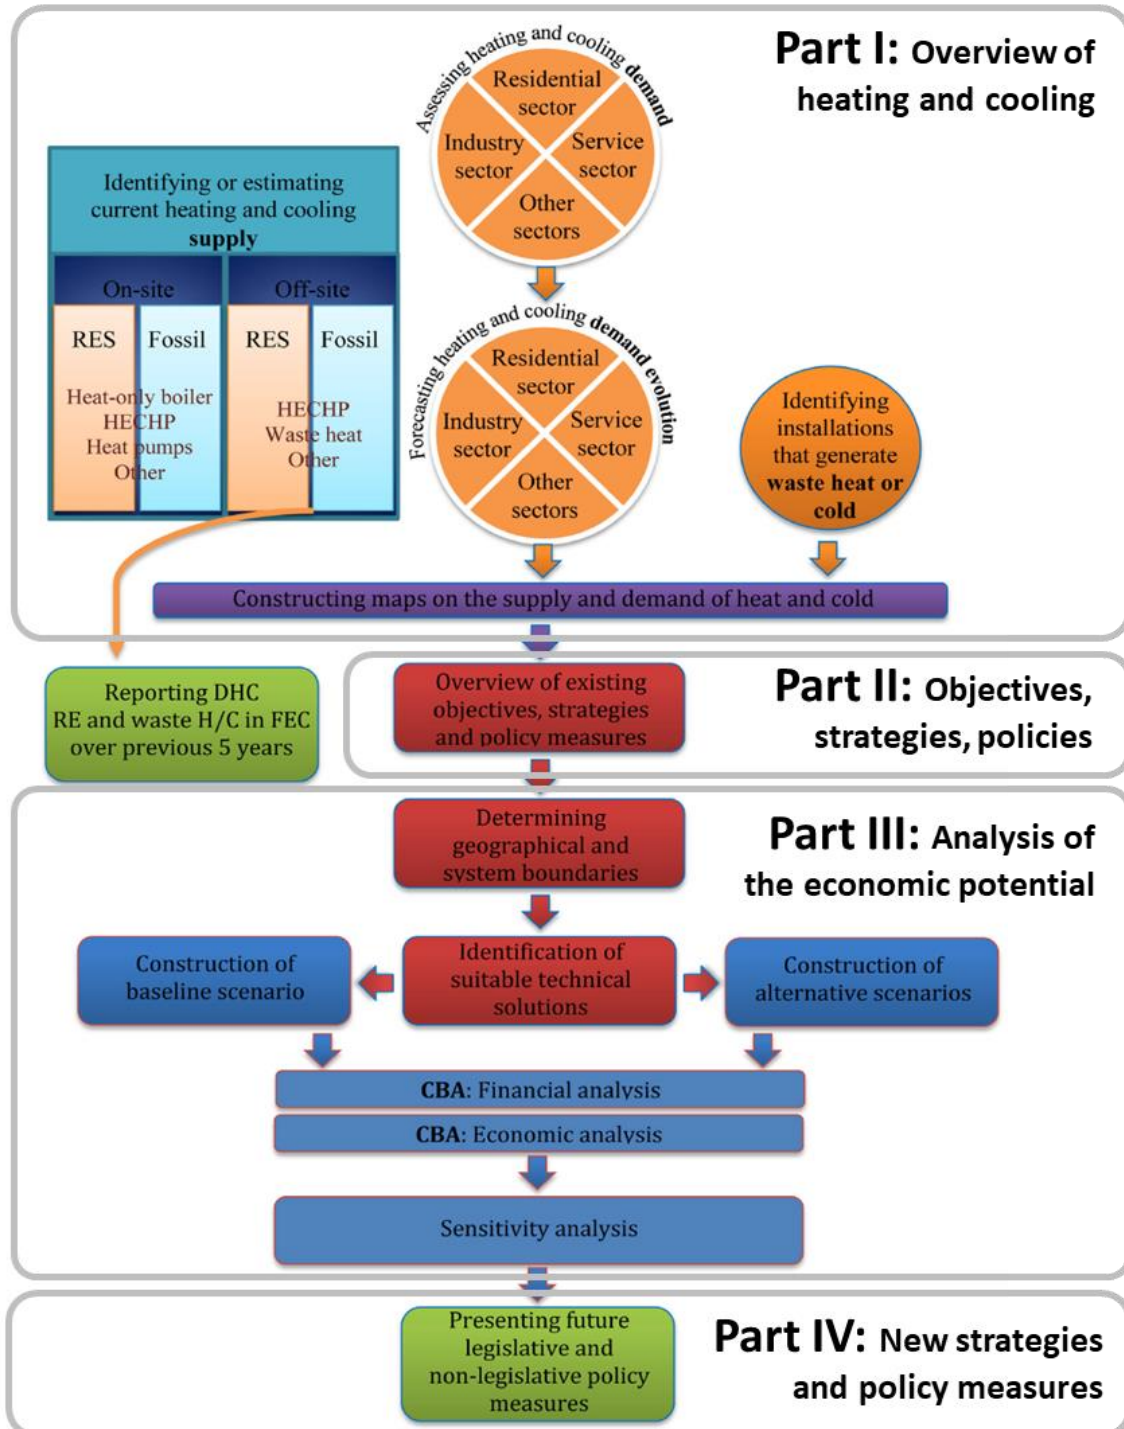 Part I: Overview of
heating and cooling
Assessing heating and cooling demand
Residential
sector
Industry
sector
Service
sector
Other
sectors
Identifying or estimating
current heating and cooling
supply
On-site
Off-site
RES
Fossil
RES
Fossil
Heat-only boiler
HECHP
Heat pumps
Other
HECHP
Waste heat
Other
Forecasting heating and cooling demand evolution
Residential
sector
Industry
sector
Service
sector
Other
sectors
Identifying
installations
that generate
waste heat or
cold
Constructing maps on the supply and demand of heat and cold
Reporting DHC
RE and waste H/C in FEC
over previous 5 years
Overview of existing
objectives, strategies
and policy measures
Part II: Objectives,
strategies, policies
Determining
geographical and
system boundaries
Part III: Analysis of
the economic potential
Construction of
baseline scenario
Identification of
suitable technical
solutions
Construction of
alternative scenarios
CBA: Financial analysis
CBA: Economic analysis
Sensitivity analysis
Presenting future
legislative and
non-legislative policy
measures
Part IV: New strategies
and policy measures